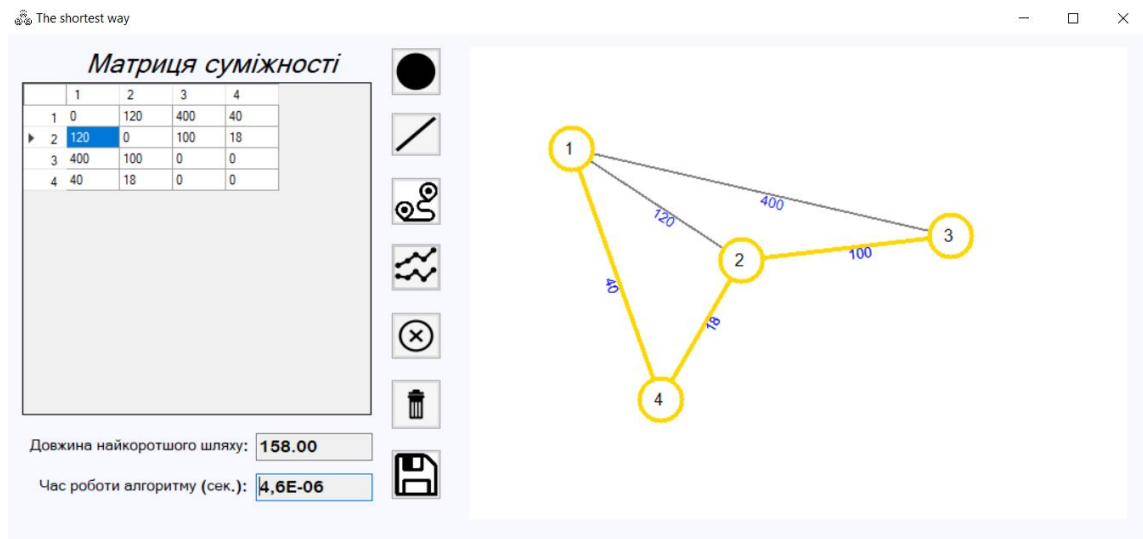 The shortest way
Матриця суміжності
1 2 3 4
1 0 120 400 40
2 120 0 100 18
3 400 100 0 0
4 40 18 0 0
Довжина найкоротшого шляху: 158.00
Час роботи алгоритму (сек.): 4,6E-06
1
400
120
3
2
100
40
18
4